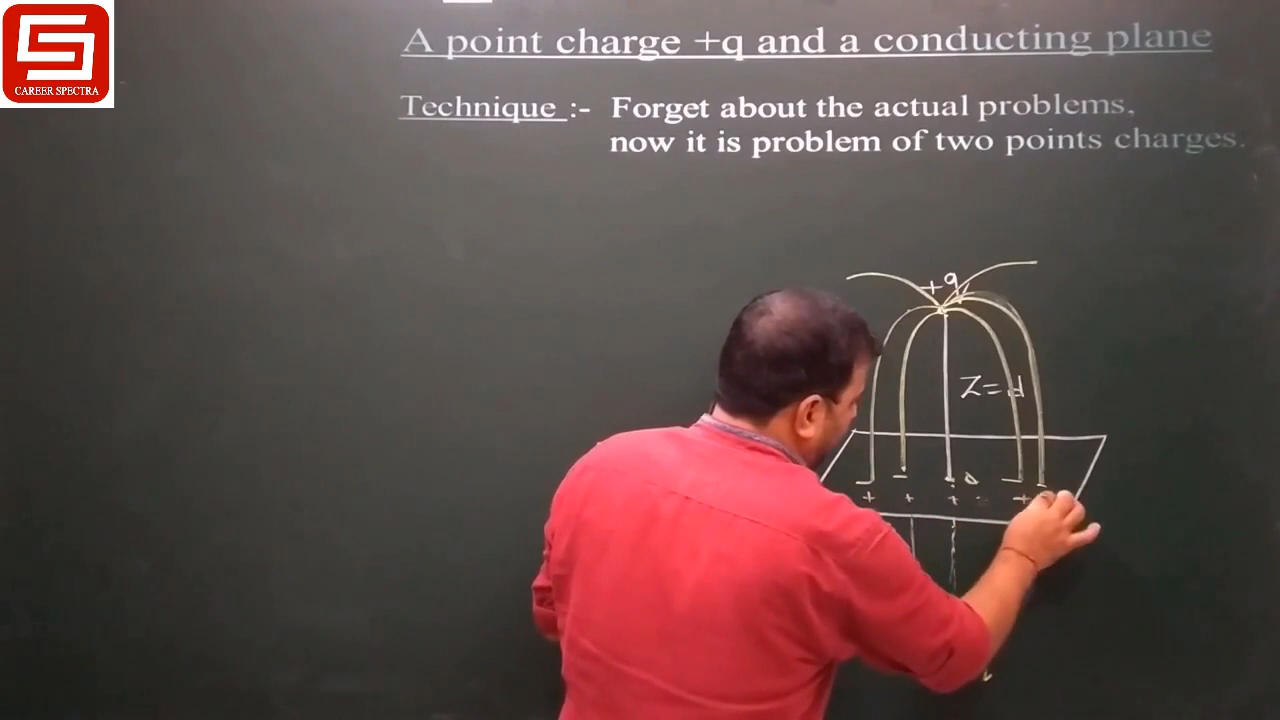 CAREER SPECTRA
A point charge +q and a conducting plane
Technique :- Forget about the actual problems,
now it is problem of two points charges.
+q
Z=d
- - - -
+ + + +